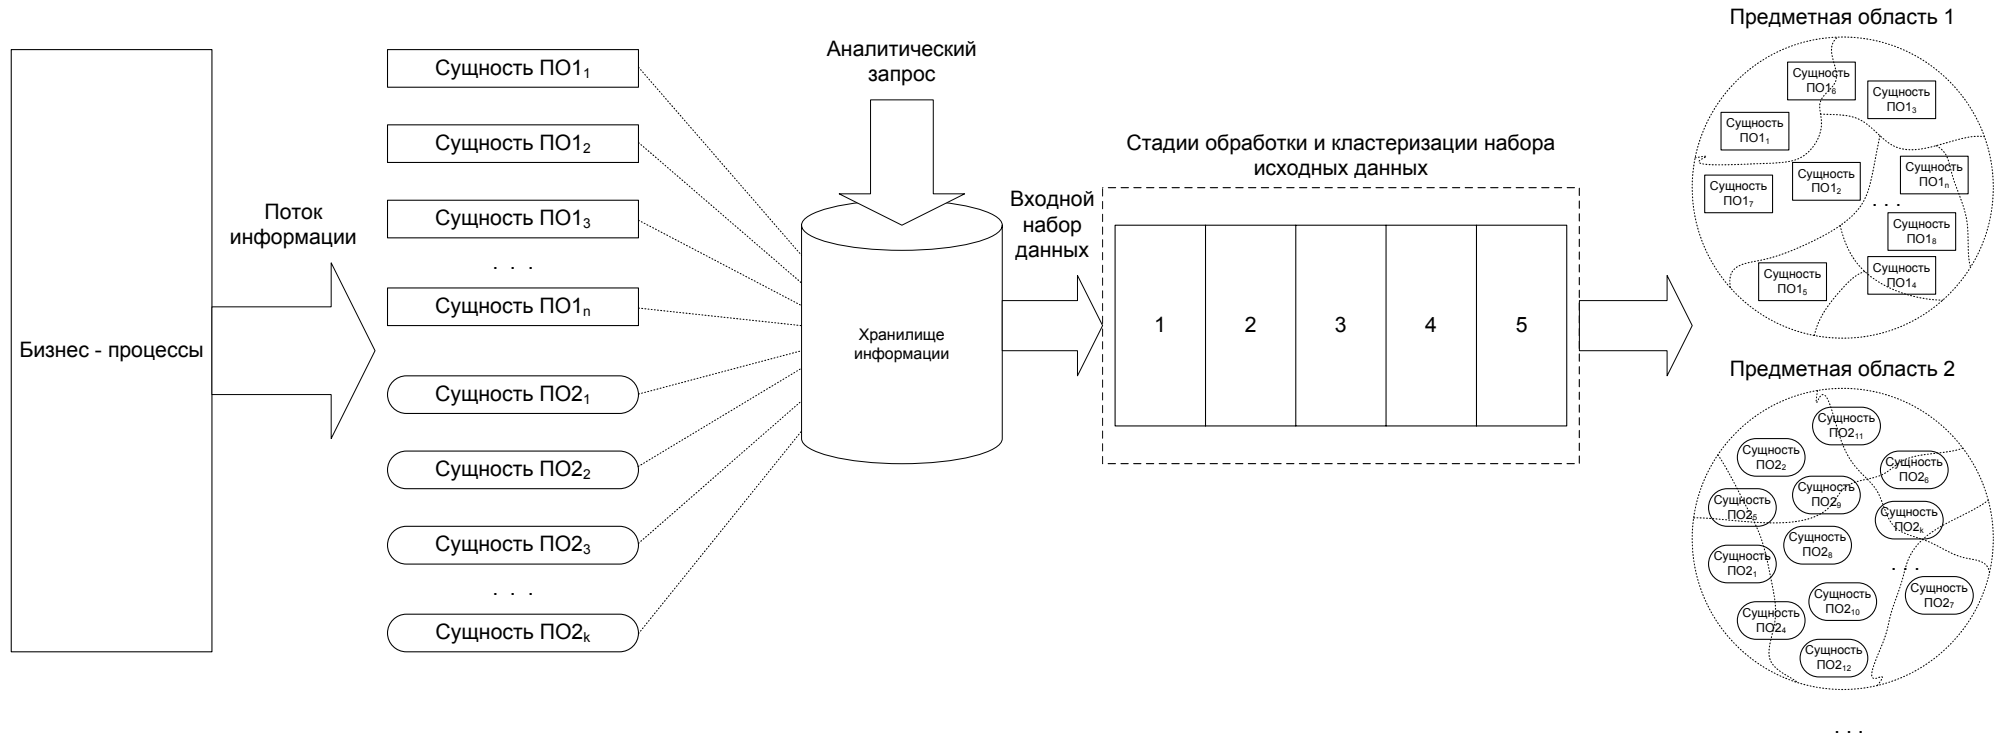 Бизнес - процессы
Поток
информации
Сущность ПО1₁
Сущность ПО1₂
Сущность ПО1₃
. . .
Сущность ПО1ₙ
Сущность ПО2₁
Сущность ПО2₂
Сущность ПО2₃
. . .
Сущность ПО2ₖ
Аналитический
запрос
Хранилище
информации
Входной
набор
данных
Стадии обработки и кластеризации набора
исходных данных
1
2
3
4
5
Предметная область 1
Сущность
ПО1₆
Сущность
ПО1₃
Сущность
ПО1₁
Сущность
ПО1₂
Сущность
ПО1ₙ
Сущность
ПО1₇
. . .
Сущность
ПО1₈
Сущность
ПО1₅
Сущность
ПО1₄
Предметная область 2
Сущность
ПО2₁₁
Сущность
ПО2₂
Сущность
ПО2₆
Сущность
ПО2₉
Сущность
ПО2₅
Сущность
ПО2ₖ
Сущность
ПО2₈
Сущность
ПО2₁
. . .
Сущность
ПО2₇
Сущность
ПО2₁₀
Сущность
ПО2₄
Сущность
ПО2₁₂
. . .